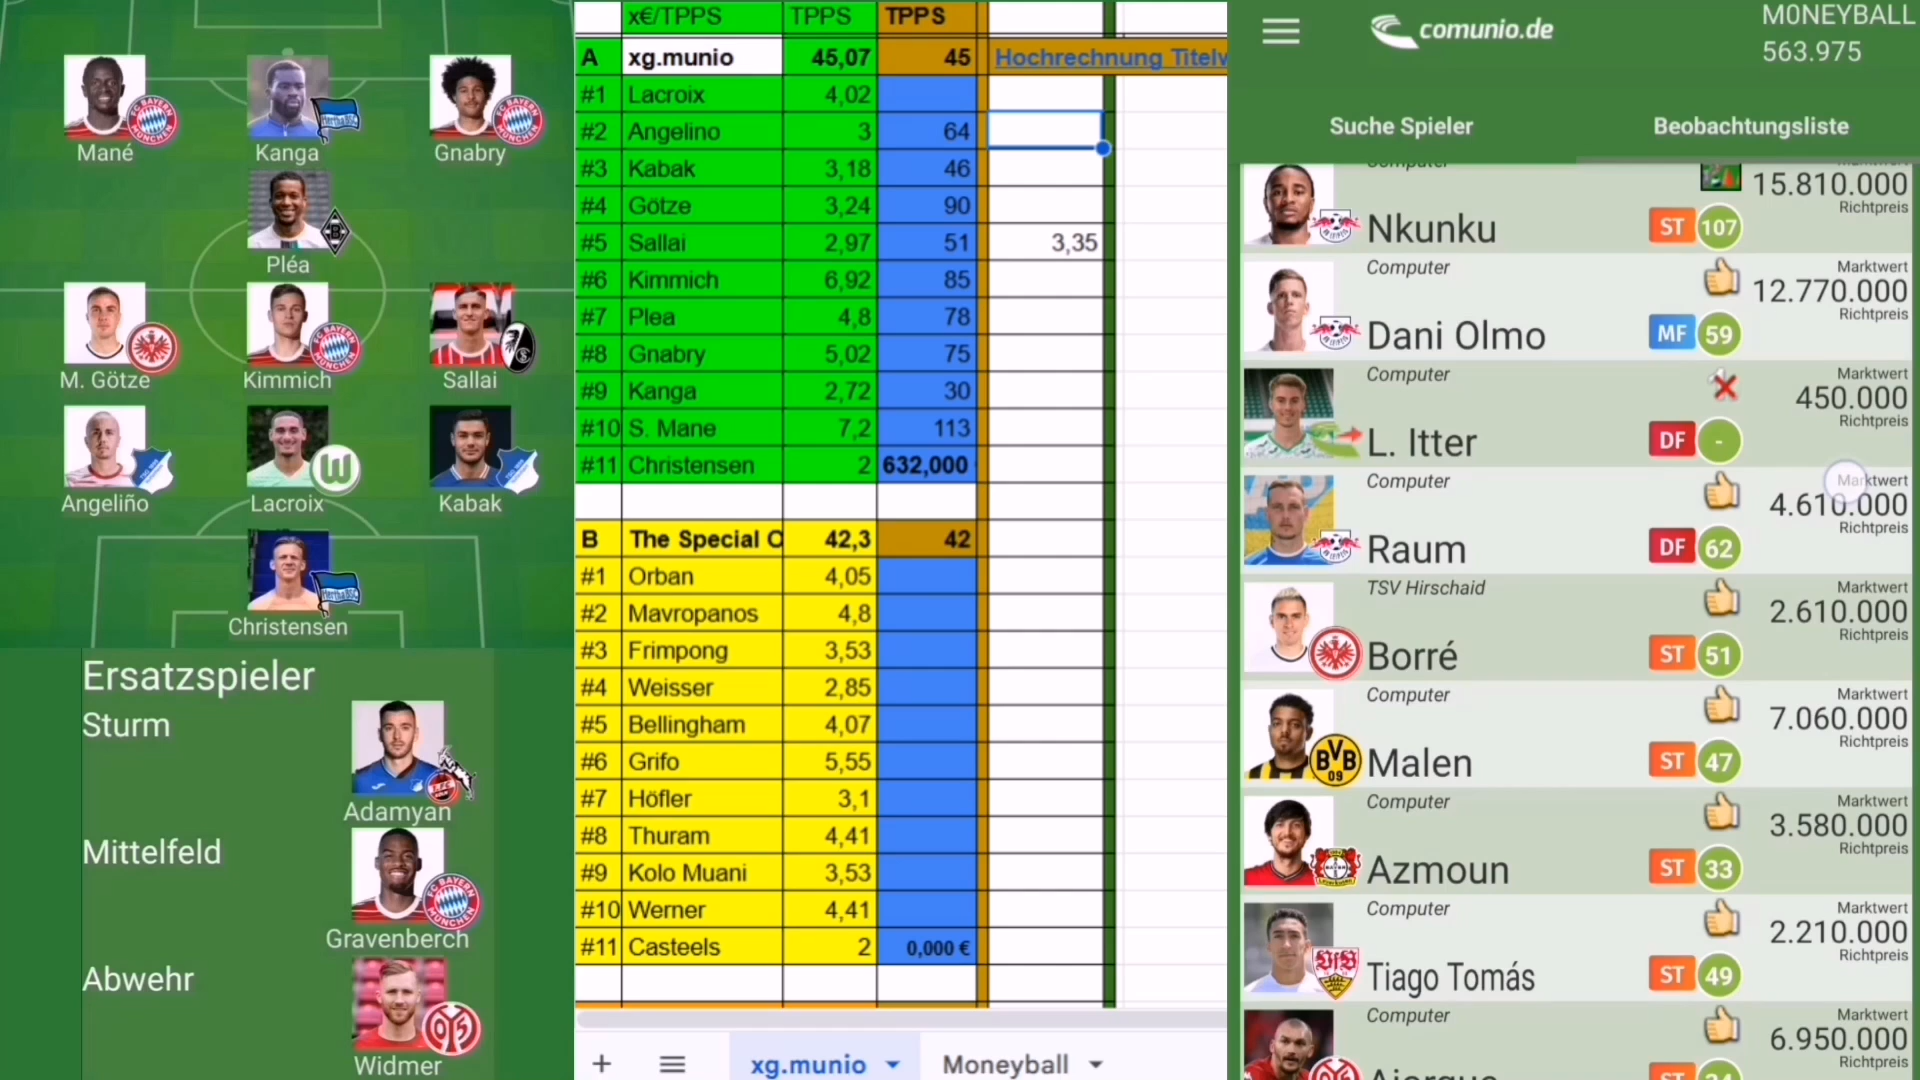 Mané
Kanga
Gnabry
Pléa
M. Götze
Kimmich
Sallai
Angeliño
Lacroix
Kabak
Christensen
Ersatzspieler
Sturm
Adamyan
Mittelfeld
Gravenberch
Abwehr
Widmer
x€/TPPS TPPS TPPS
A xg.munio 45,07 45 Hochrechnung
#1 Lacroix 4,02
#2 Angelino 3 64
#3 Kabak 3,18 46
#4 Götze 3,24 90
#5 Sallai 2,97 51 3,35
#6 Kimmich 6,92 85
#7 Plea 4,8 78
#8 Gnabry 5,02 75
#9 Kanga 2,72 30
#10 S. Mane 7,2 113
#11 Christensen 2 632,000
B The Special C 42,3 42
#1 Orban 4,05
#2 Mavropanos 4,8
#3 Frimpong 3,53
#4 Weisser 2,85
#5 Bellingham 4,07
#6 Grifo 5,55
#7 Höfler 3,1
#8 Thuram 4,41
#9 Kolo Muani 3,53
#10 Werner 4,41
#11 Casteels 2 0,000 €
+ xg.munio Moneyball
comunio.de
M0NEYBALL
563.975
Suche Spieler Beobachtungsliste
Computer
15.810.000
Richtpreis
Nkunku ST 107
Computer Marktwert
12.770.000
Richtpreis
Dani Olmo MF 59
Computer Marktwert
450.000
Richtpreis
L. Itter DF -
Computer Marktwert
4.610.000
Richtpreis
Raum DF 62
TSV Hirschaid Marktwert
2.610.000
Richtpreis
Borré ST 51
Computer Marktwert
7.060.000
Richtpreis
Malen ST 47
Computer Marktwert
3.580.000
Richtpreis
Azmoun ST 33
Computer Marktwert
2.210.000
Richtpreis
Tiago Tomás ST 49
Computer Marktwert
6.950.000
Richtpreis